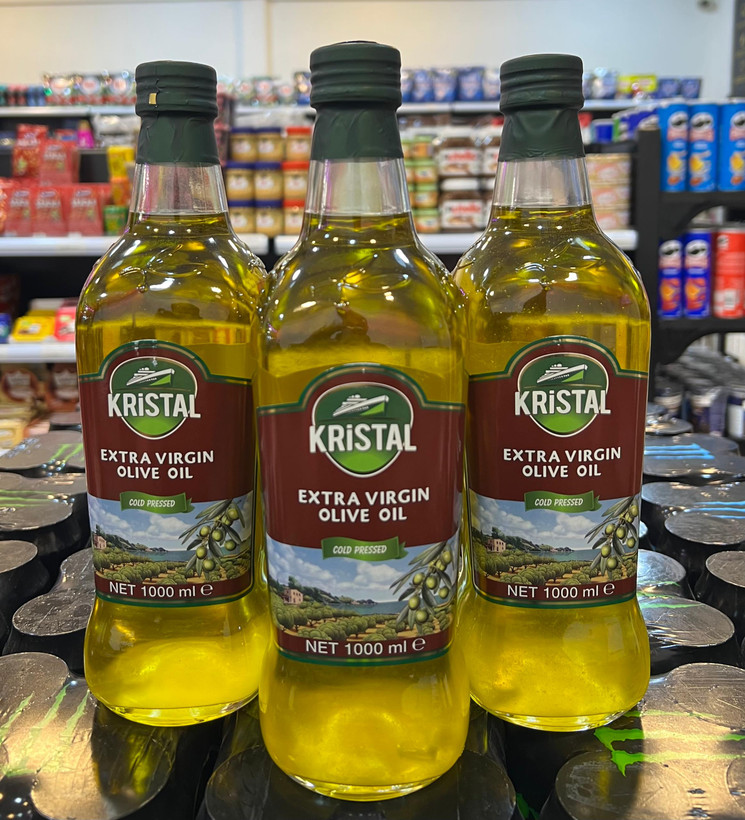 KRiSTAL
EXTRA VIRGIN
OLIVE OIL
COLD PRESSED
NET 1000 ml ℮
KRiSTAL
EXTRA VIRGIN
OLIVE OIL
COLD PRESSED
NET 1000 ml ℮
KRiSTAL
EXTRA VIRGIN
OLIVE OIL
COLD PRESSED
NET 1000 ml ℮